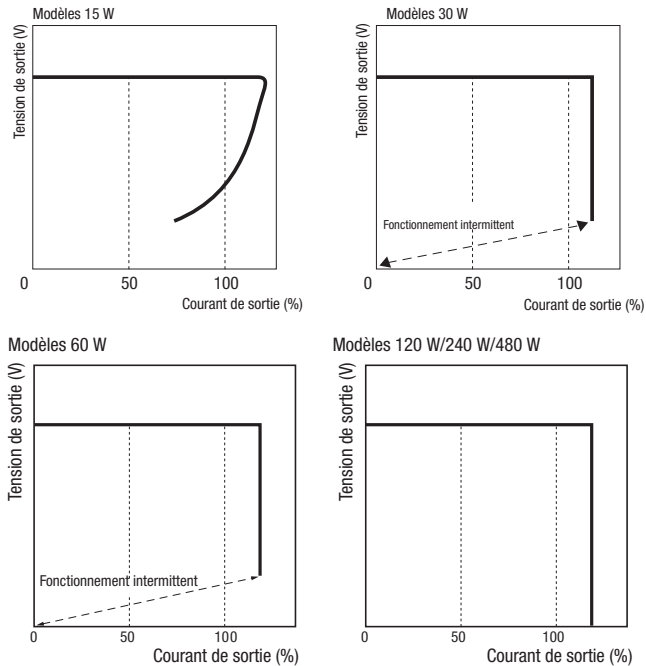 Modèles 15 W
Tension de sortie (V)
0
50
100
Courant de sortie (%)
Modèles 30 W
Tension de sortie (V)
Fonctionnement intermittent
0
50
100
Courant de sortie (%)
Modèles 60 W
Tension de sortie (V)
Fonctionnement intermittent
0
50
100
Courant de sortie (%)
Modèles 120 W/240 W/480 W
Tension de sortie (V)
0
50
100
Courant de sortie (%)